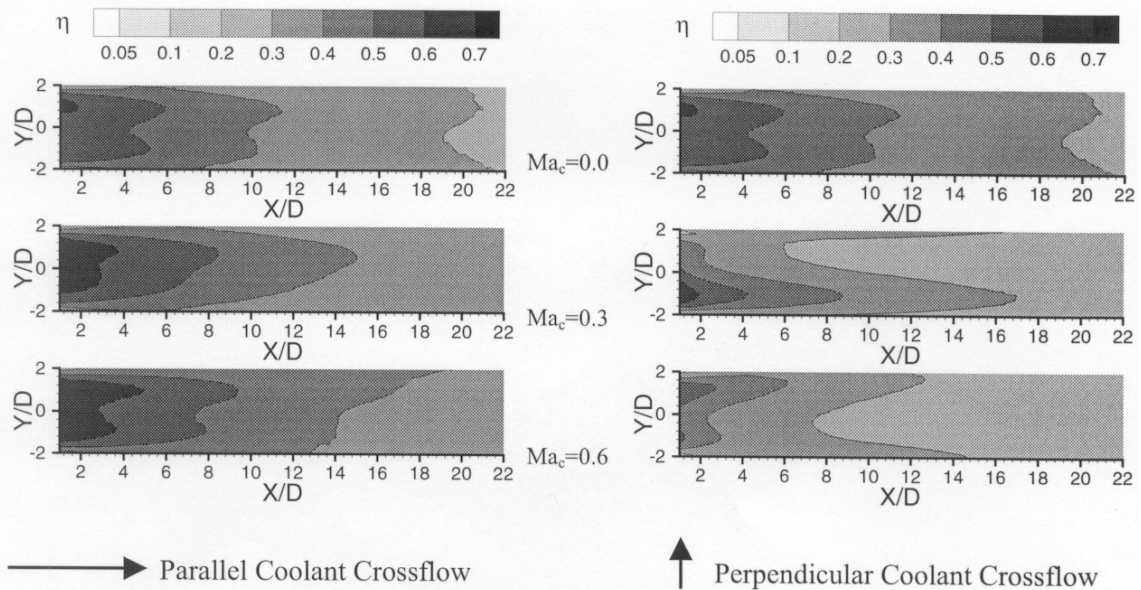 η
0.05 0.1 0.2 0.3 0.4 0.5 0.6 0.7
η
0.05 0.1 0.2 0.3 0.4 0.5 0.6 0.7
Y/D
2
0
-2
2 4 6 8 10 12 14 16 18 20 22
X/D
Ma_c=0.0
Y/D
2
0
-2
2 4 6 8 10 12 14 16 18 20 22
X/D
Y/D
2
0
-2
2 4 6 8 10 12 14 16 18 20 22
X/D
Ma_c=0.3
Y/D
2
0
-2
2 4 6 8 10 12 14 16 18 20 22
X/D
Y/D
2
0
-2
2 4 6 8 10 12 14 16 18 20 22
X/D
Ma_c=0.6
Y/D
2
0
-2
2 4 6 8 10 12 14 16 18 20 22
X/D
Parallel Coolant Crossflow
Perpendicular Coolant Crossflow